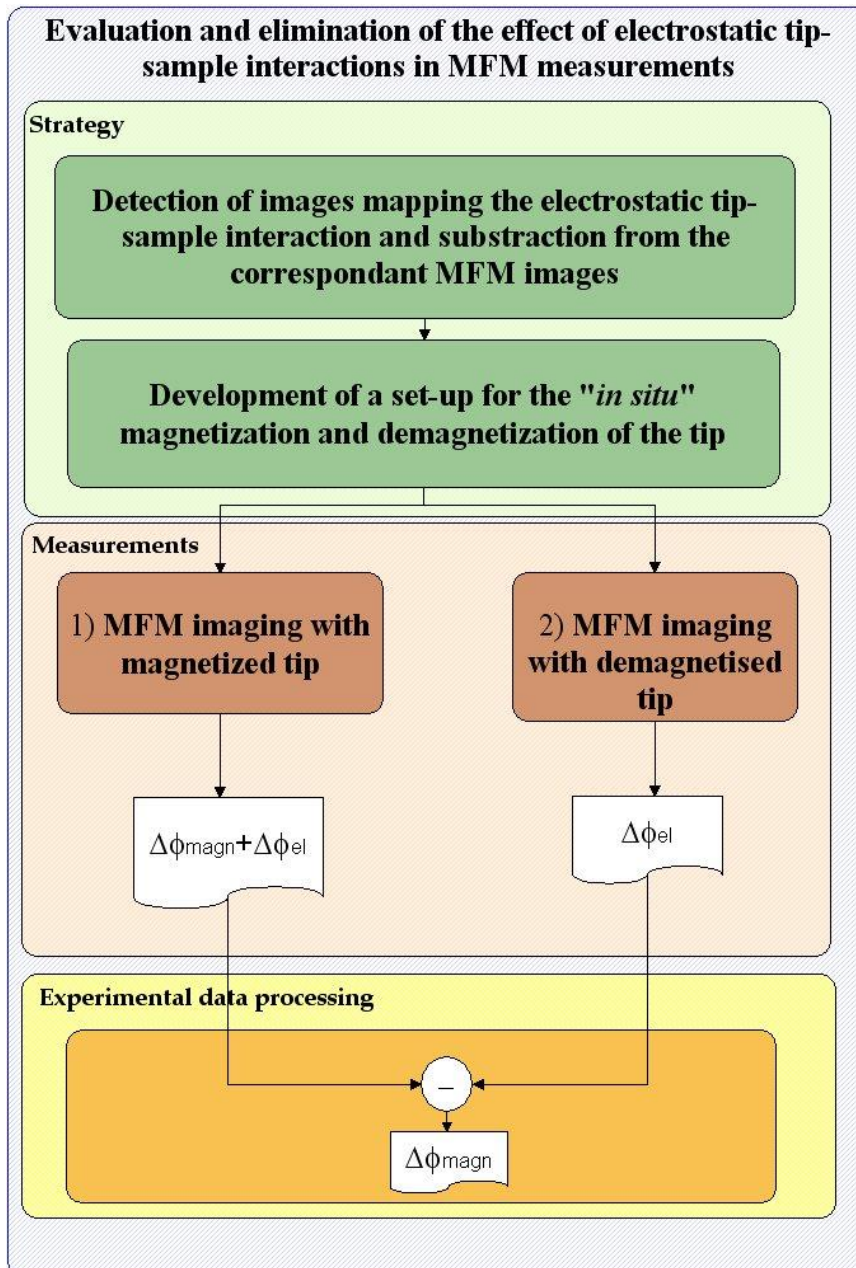 Evaluation and elimination of the effect of electrostatic tip-
sample interactions in MFM measurements
Strategy
Detection of images mapping the electrostatic tip-
sample interaction and substraction from the
correspondant MFM images
Development of a set-up for the "in situ"
magnetization and demagnetization of the tip
Measurements
1) MFM imaging with
magnetized tip
2) MFM imaging
with demagnetised
tip
Δϕmagn+Δϕel
Δϕel
Experimental data processing
–
Δϕmagn